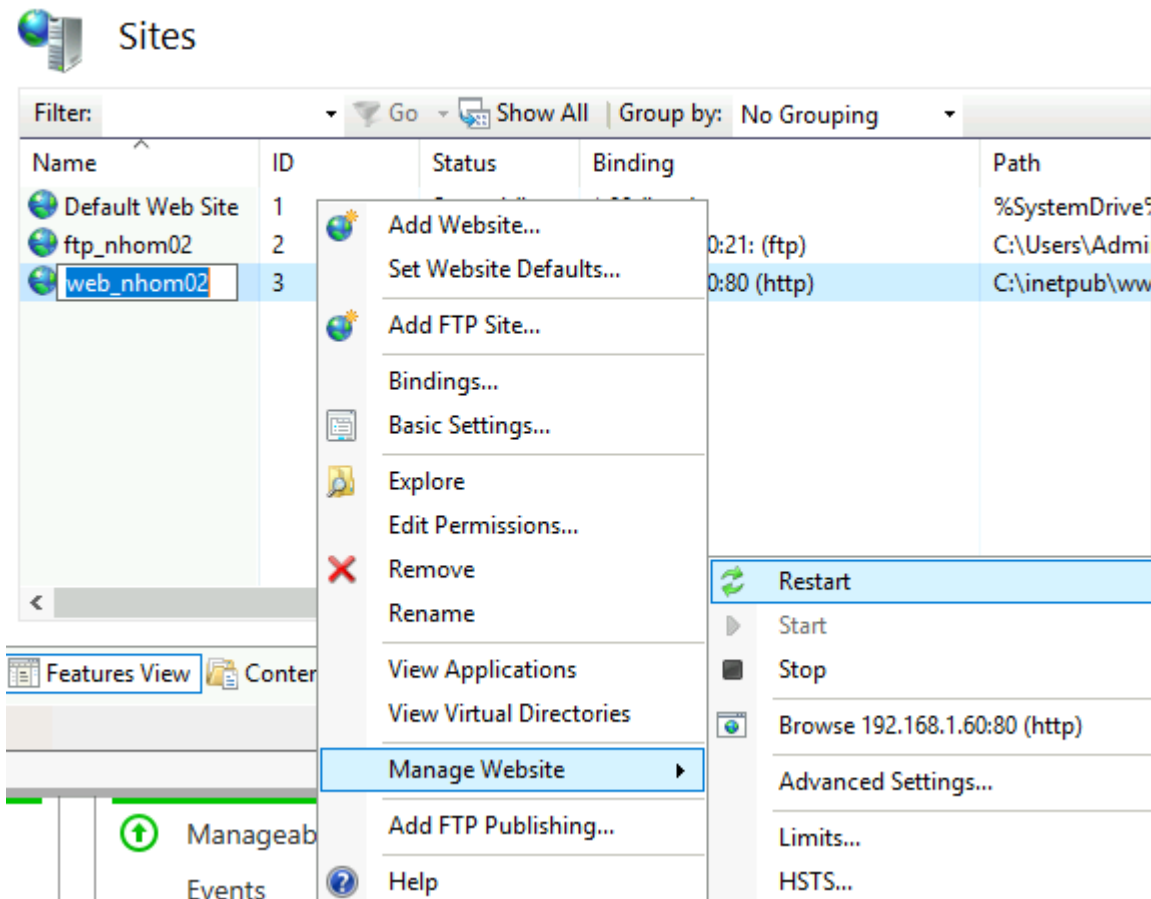 Sites
Filter: Go Show All Group by: No Grouping
Name ID Status Binding Path
Default Web Site 1 %SystemDrive%
ftp_nhom02 2 0:21: (ftp) C:\Users\Admi
web_nhom02 3 0:80 (http) C:\inetpub\ww
Add Website...
Set Website Defaults...
Add FTP Site...
Bindings...
Basic Settings...
Explore
Edit Permissions...
Remove
Rename
View Applications
View Virtual Directories
Manage Website
Add FTP Publishing...
Help
Restart
Start
Stop
Browse 192.168.1.60:80 (http)
Advanced Settings...
Limits...
HSTS...
Features View Conten
Manageab
Events